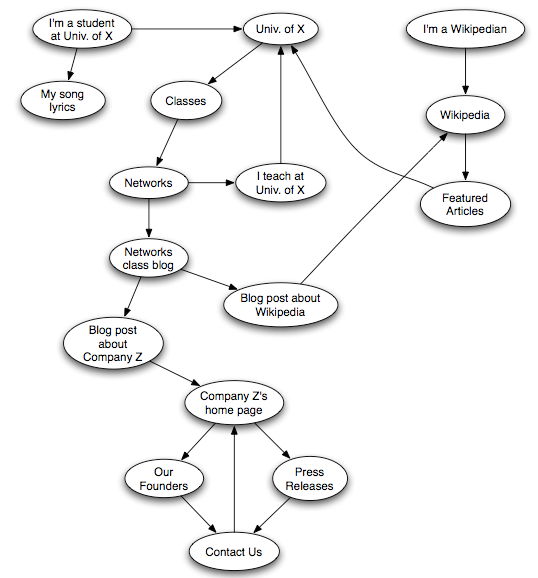 I'm a student
at Univ. of X
Univ. of X
I'm a Wikipedian
My song
lyrics
Classes
Wikipedia
Networks
I teach at
Univ. of X
Featured
Articles
Networks
class blog
Blog post about
Wikipedia
Blog post
about
Company Z
Company Z's
home page
Our
Founders
Press
Releases
Contact Us